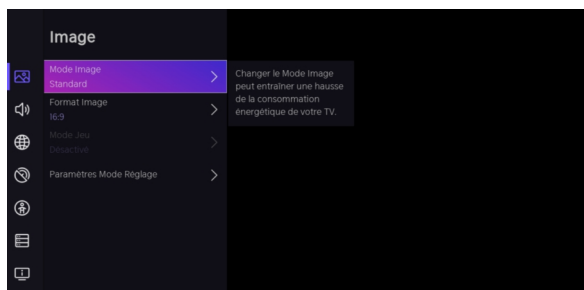 Image
Mode Image
Standard
Changer le Mode Image
peut entraîner une hausse
de la consommation
énergétique de votre TV.
Format Image
16:9
Mode Jeu
Désactivé
Paramètres Mode Réglage